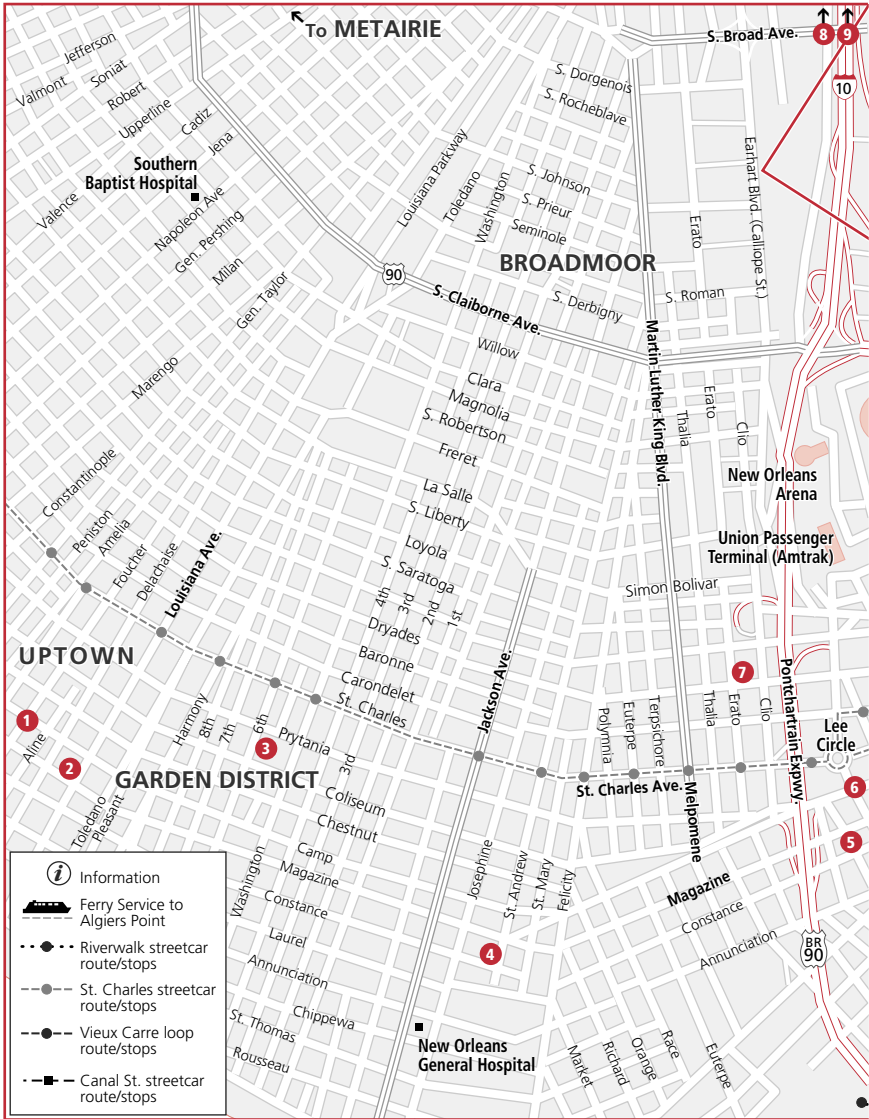 To METAIRIE
S. Broad Ave.
8
9
10
Jefferson
Soniat
Valmont
Robert
Upperline
Cadiz
Jena
Southern
Baptist Hospital
Valence
Napoleon Ave
Gen. Pershing
Milan
Gen. Taylor
Marengo
S. Dorgenois
S. Rocheblave
Louisiana Parkway
Toledano
Washington
S. Johnson
S. Prieur
Seminole
BROADMOOR
Erato
Earhart Blvd. (Calliope St.)
90
S. Claiborne Ave.
S. Derbigny
S. Roman
Martin Luther King Blvd.
Willow
Clara
Magnolia
S. Robertson
Freret
La Salle
S. Liberty
Loyola
S. Saratoga
Thalia
Erato
Clio
New Orleans
Arena
Union Passenger
Terminal (Amtrak)
Simon Bolivar
Constantinople
Peniston
Amelia
Foucher
Delachaise
Louisiana Ave.
4th
3rd
2nd
1st
Dryades
Baronne
Carondelet
St. Charles
Jackson Ave.
UPTOWN
1
Aline
2
Harmony
8th
7th
6th
3
Prytania
3rd
GARDEN DISTRICT
Toledano
Pleasant
Coliseum
Chestnut
Polymnia
Euterpe
Terpsichore
7
Thalia
Erato
Clio
Pontchartrain Expwy.
Lee
Circle
St. Charles Ave.
Melpomene
6
5
Washington
Camp
Magazine
Constance
Laurel
Annunciation
Chippewa
St. Thomas
Rousseau
Josephine
St. Andrew
St. Mary
Felicity
4
Magazine
Constance
Annunciation
BR
90
New Orleans
General Hospital
Market
Richard
Orange
Race
Euterpe
i Information
Ferry Service to
Algiers Point
Riverwalk streetcar
route/stops
St. Charles streetcar
route/stops
Vieux Carre loop
route/stops
Canal St. streetcar
route/stops